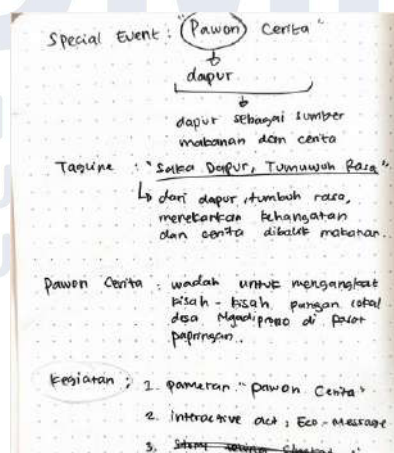 Special Event : "Pawon Cerita"
dapur
dapur sebagai sumber
makanan dan cerita
Tagline : "Saka Dapur, Tumuwuh Rasa"
dari dapur, tumbuh rasa,
menekankan kehangatan
dan cerita dibalik makanan..
Pawon Cerita : wadah untuk mengangkat
kisah - kisah pangan lokal
desa Ngadiprono di pasar
papringan..
Kegiatan : 1. pameran "Pawon Cerita"
2. interactive act, Eco-Message
3.